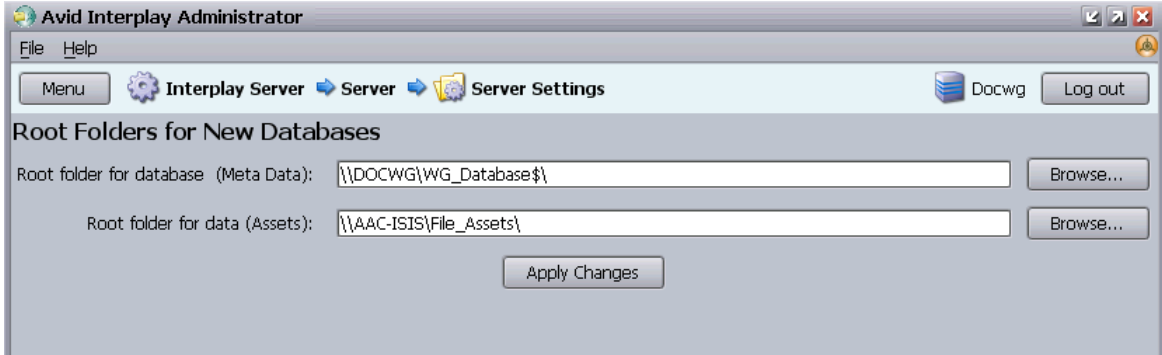 Avid Interplay Administrator
File Help
Menu Interplay Server Server Server Settings Docwg Log out
Root Folders for New Databases
Root folder for database (Meta Data): \\DOCWG\WG_Database$\ Browse...
Root folder for data (Assets): \\AAC-ISIS\File_Assets\ Browse...
Apply Changes